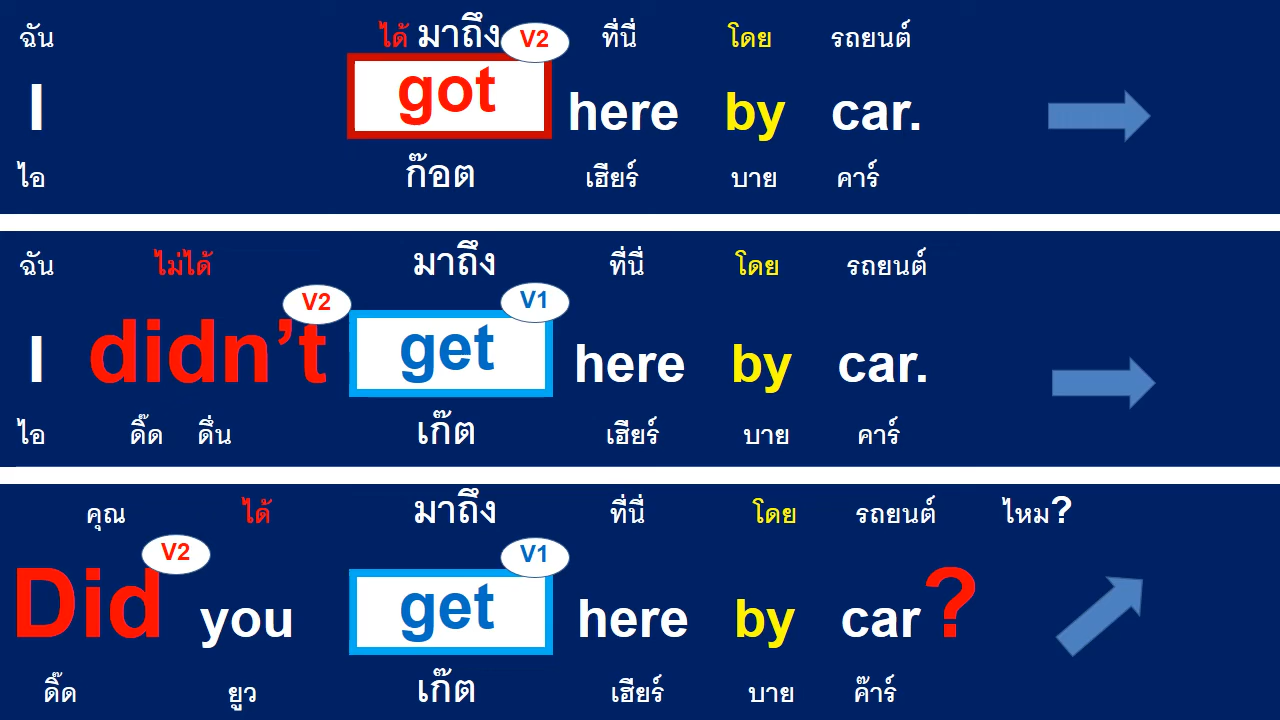 ฉัน ได้ มาถึง ที่นี่ โดย รถยนต์
V2
I got here by car.
ไอ ก๊อต เฮียร์ บาย คาร์
ฉัน ไม่ได้ มาถึง ที่นี่ โดย รถยนต์
V2 V1
I didn’t get here by car.
ไอ ดิ๊ด ดึ่น เก๊ต เฮียร์ บาย คาร์
คุณ ได้ มาถึง ที่นี่ โดย รถยนต์ ไหม?
V2 V1
Did you get here by car?
ดิ๊ด ยูว เก๊ต เฮียร์ บาย ค๊าร์